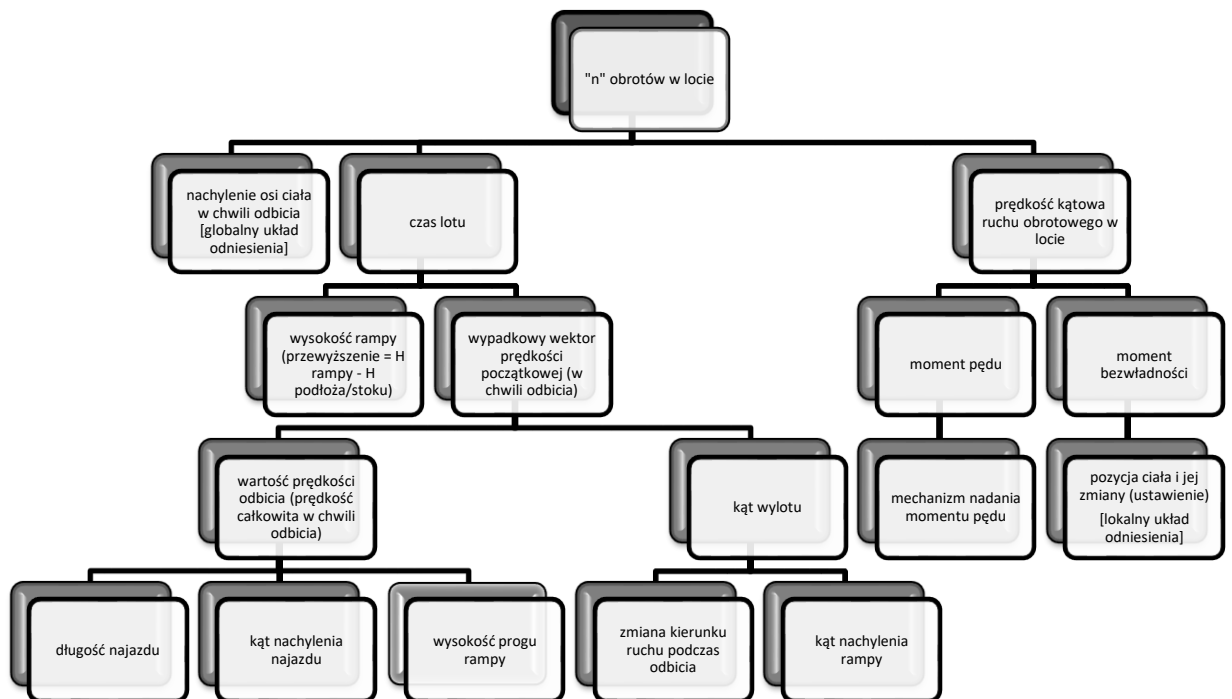 "n" obrotów w locie
nachylenie osi ciała
w chwili odbicia
[globalny układ
odniesienia]
czas lotu
prędkość kątowa
ruchu obrotowego w
locie
wysokość rampy
(przewyższenie = H
rampy - H
podłoża/stoku)
wypadkowy wektor
prędkości
początkowej (w
chwili odbicia)
moment pędu
moment
bezwładności
wartość prędkości
odbicia (prędkość
całkowita w chwili
odbicia)
kąt wylotu
mechanizm nadania
momentu pędu
pozycja ciała i jej
zmiany (ustawienie)
[lokalny układ
odniesienia]
długość najazdu
kąt nachylenia
najazdu
wysokość progu
rampy
zmiana kierunku
ruchu podczas
odbicia
kąt nachylenia
rampy